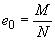 e₀ = M/N